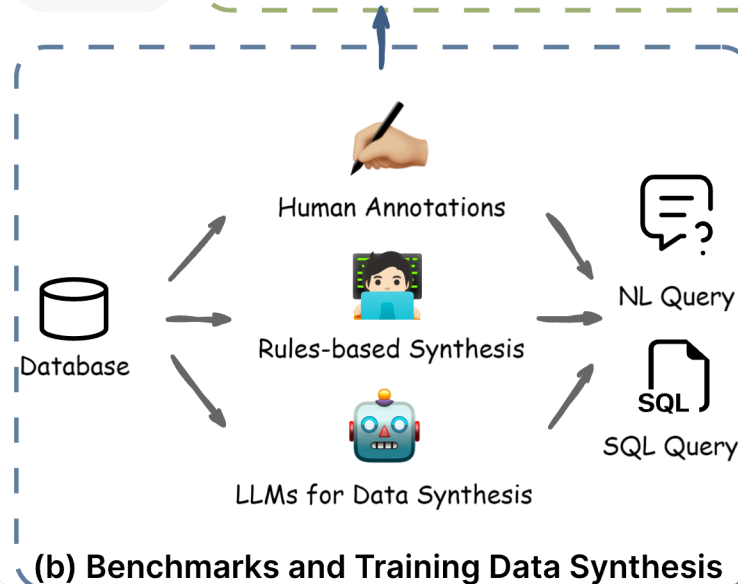 Human Annotations
NL Query
Database
Rules-based Synthesis
SQL
SQL Query
LLMs for Data Synthesis
(b) Benchmarks and Training Data Synthesis